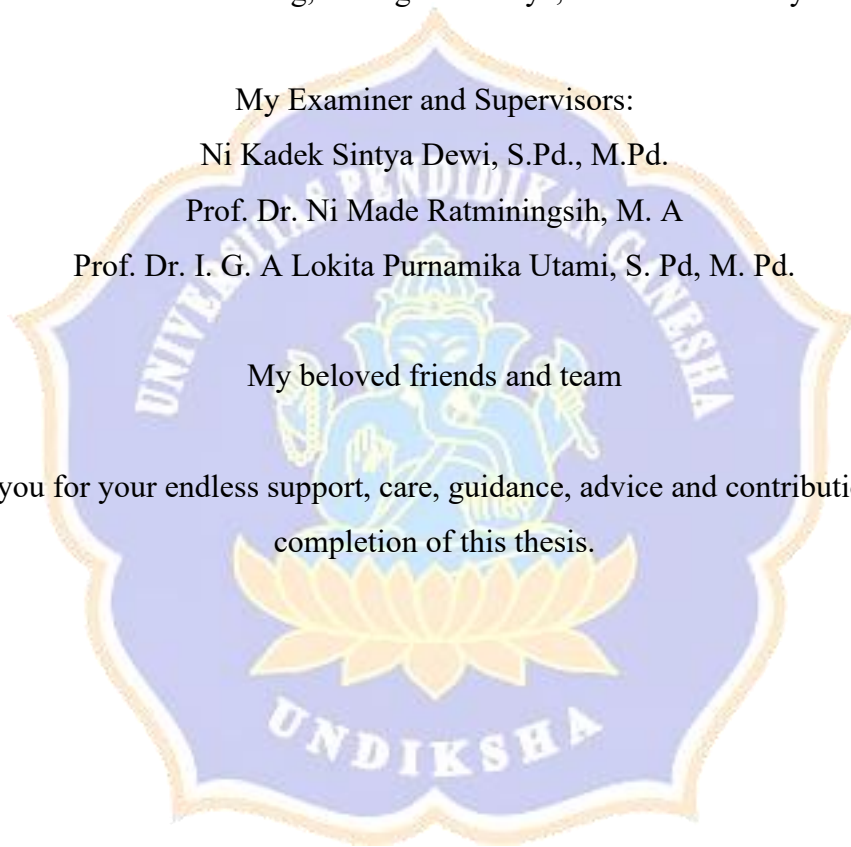 My Examiner and Supervisors:
Ni Kadek Sintya Dewi, S.Pd., M.Pd.
Prof. Dr. Ni Made Ratminingsih, M. A
Prof. Dr. I. G. A Lokita Purnamika Utami, S. Pd, M. Pd.
UNIVERSITAS PENDIDIKAN GANESHA
My beloved friends and team
you for your endless support, care, guidance, advice and
completion of this thesis.
UNDIKSHA